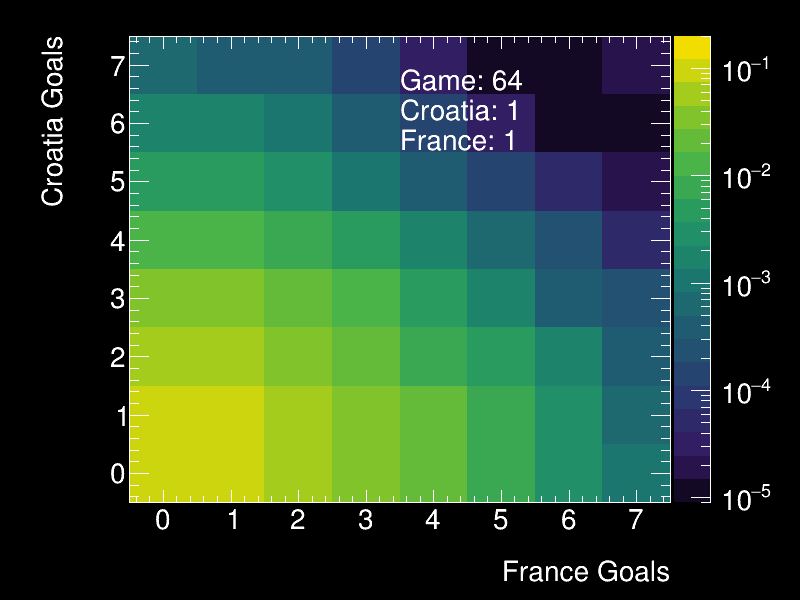 Croatia Goals
7
6
5
4
3
2
1
0
Game: 64
Croatia: 1
France: 1
0 1 2 3 4 5 6 7
France Goals
10⁻¹
10⁻²
10⁻³
10⁻⁴
10⁻⁵